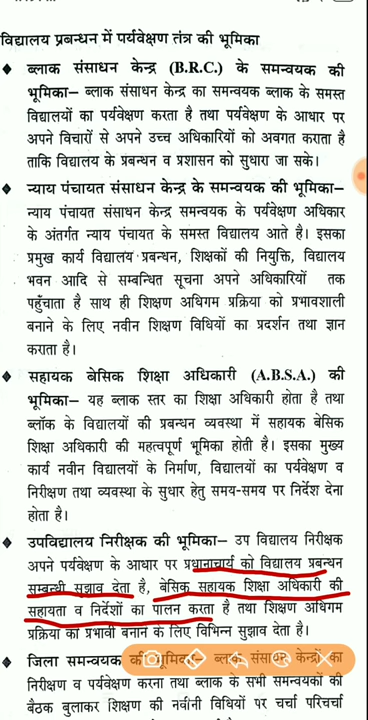 विद्यालय प्रबन्धन में पर्यवेक्षण तंत्र की भूमिका
◆ ब्लाक संसाधन केन्द्र (B.R.C.) के समन्वयक की
भूमिका– ब्लाक संसाधन केन्द्र का समन्वयक ब्लाक के समस्त
विद्यालयों का पर्यवेक्षण करता है तथा पर्यवेक्षण के आधार पर
अपने विचारों से अपने उच्च अधिकारियों को अवगत कराता है
ताकि विद्यालय के प्रबन्धन व प्रशासन को सुधारा जा सके।
◆ न्याय पंचायत संसाधन केन्द्र के समन्वयक की भूमिका–
न्याय पंचायत संसाधन केन्द्र समन्वयक के पर्यवेक्षण अधिकार
के अंतर्गत न्याय पंचायत के समस्त विद्यालय आते है। इसका
प्रमुख कार्य विद्यालय प्रबन्धन, शिक्षकों की नियुक्ति, विद्यालय
भवन आदि से सम्बन्धित सूचना अपने अधिकारियों तक
पहुँचाता है साथ ही शिक्षण अधिगम प्रक्रिया को प्रभावशाली
बनाने के लिए नवीन शिक्षण विधियों का प्रदर्शन तथा ज्ञान
कराता है।
◆ सहायक बेसिक शिक्षा अधिकारी (A.B.S.A.) की
भूमिका– यह ब्लाक स्तर का शिक्षा अधिकारी होता है तथा
ब्लॉक के विद्यालयों की प्रबन्धन व्यवस्था में सहायक बेसिक
शिक्षा अधिकारी की महत्वपूर्ण भूमिका होती है। इसका मुख्य
कार्य नवीन विद्यालयों के निर्माण, विद्यालयों का पर्यवेक्षण व
निरीक्षण तथा व्यवस्था के सुधार हेतु समय-समय पर निर्देश देना
होता है।
◆ उपविद्यालय निरीक्षक की भूमिका– उप विद्यालय निरीक्षक
अपने पर्यवेक्षण के आधार पर प्रधानाचार्य को विद्यालय प्रबन्धन
सम्बन्धी सुझाव देता है, बेसिक सहायक शिक्षा अधिकारी की
सहायता व निर्देशों का पालन करता है तथा शिक्षण अधिगम
प्रक्रिया का प्रभावी बनाने के लिए विभिन्न सुझाव देता है।
◆ जिला समन्वयक की भूमिका– ब्लाक संसाधन केन्द्रों का
निरीक्षण व पर्यवेक्षण करना तथा ब्लाक के सभी समन्वयकों की
बैठक बुलाकर शिक्षण की नवीनी विधियों पर चर्चा परिचर्चा